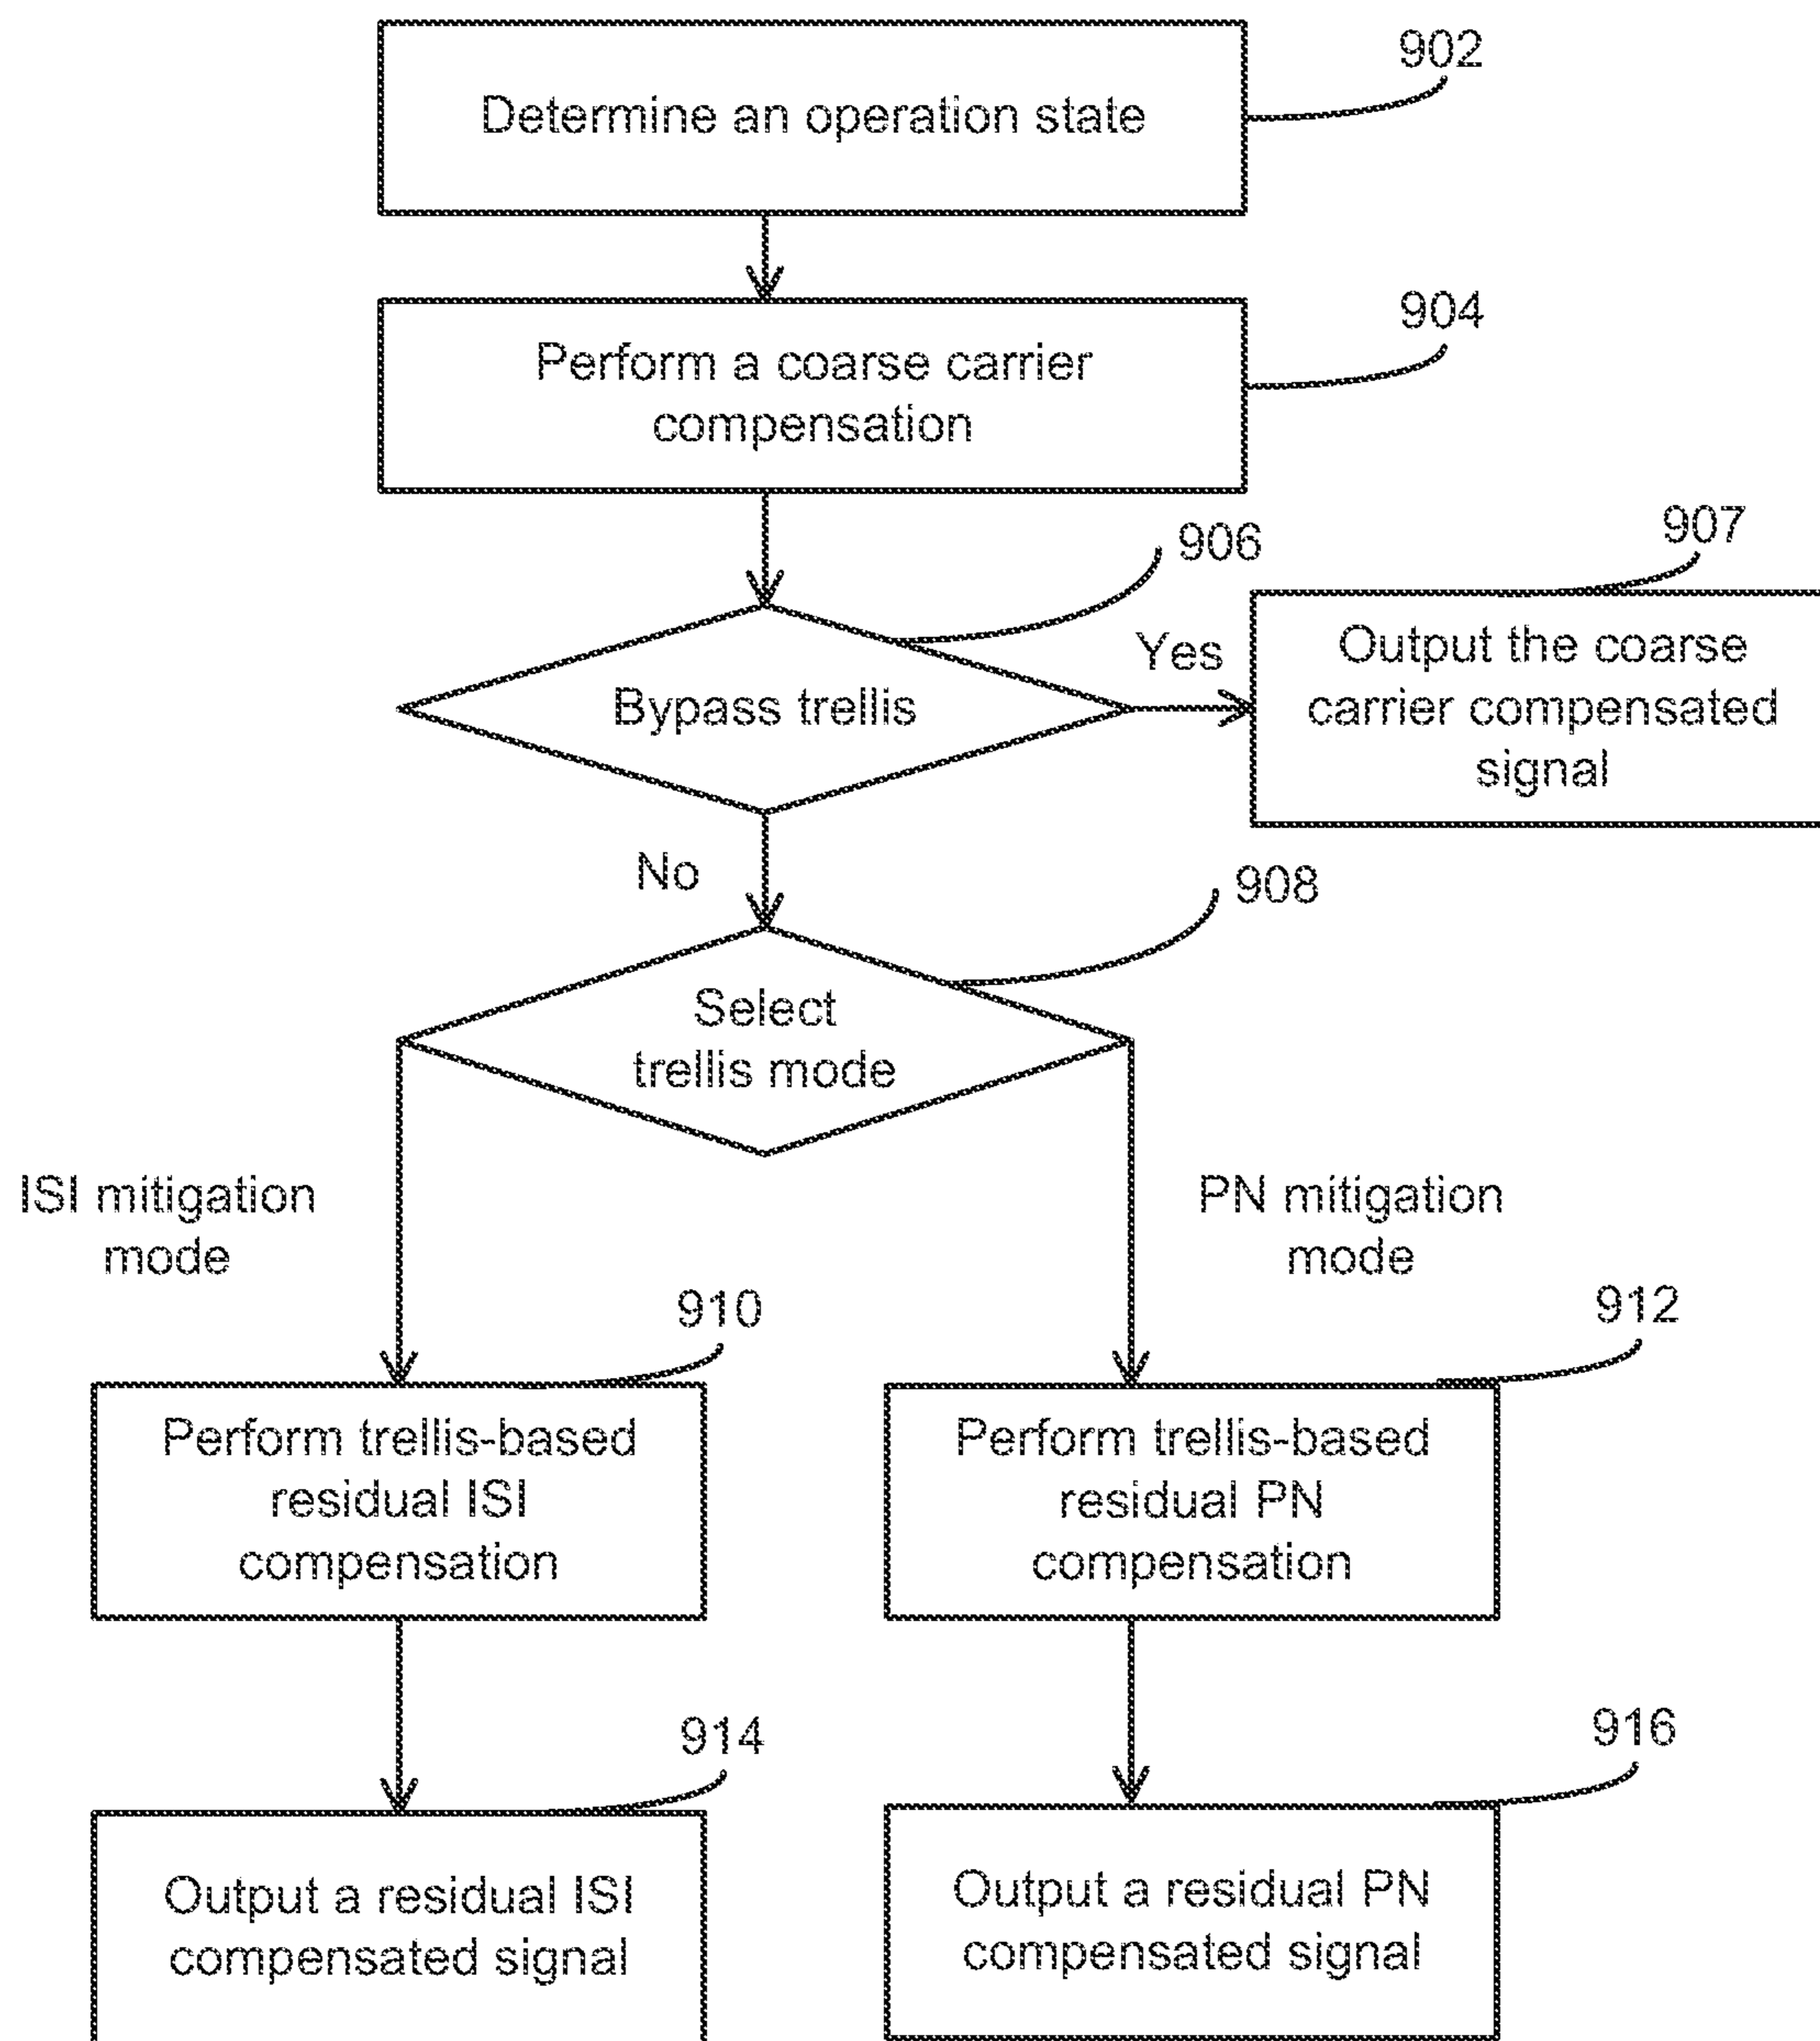 902
Determine an operation state
904
Perform a coarse carrier
compensation
906
907
Bypass trellis
Yes
Output the coarse
carrier compensated
signal
No
908
Select
trellis mode
ISI mitigation
mode
PN mitigation
mode
910
912
Perform trellis-based
residual ISI
compensation
Perform trellis-based
residual PN
compensation
914
916
Output a residual ISI
compensated signal
Output a residual PN
compensated signal